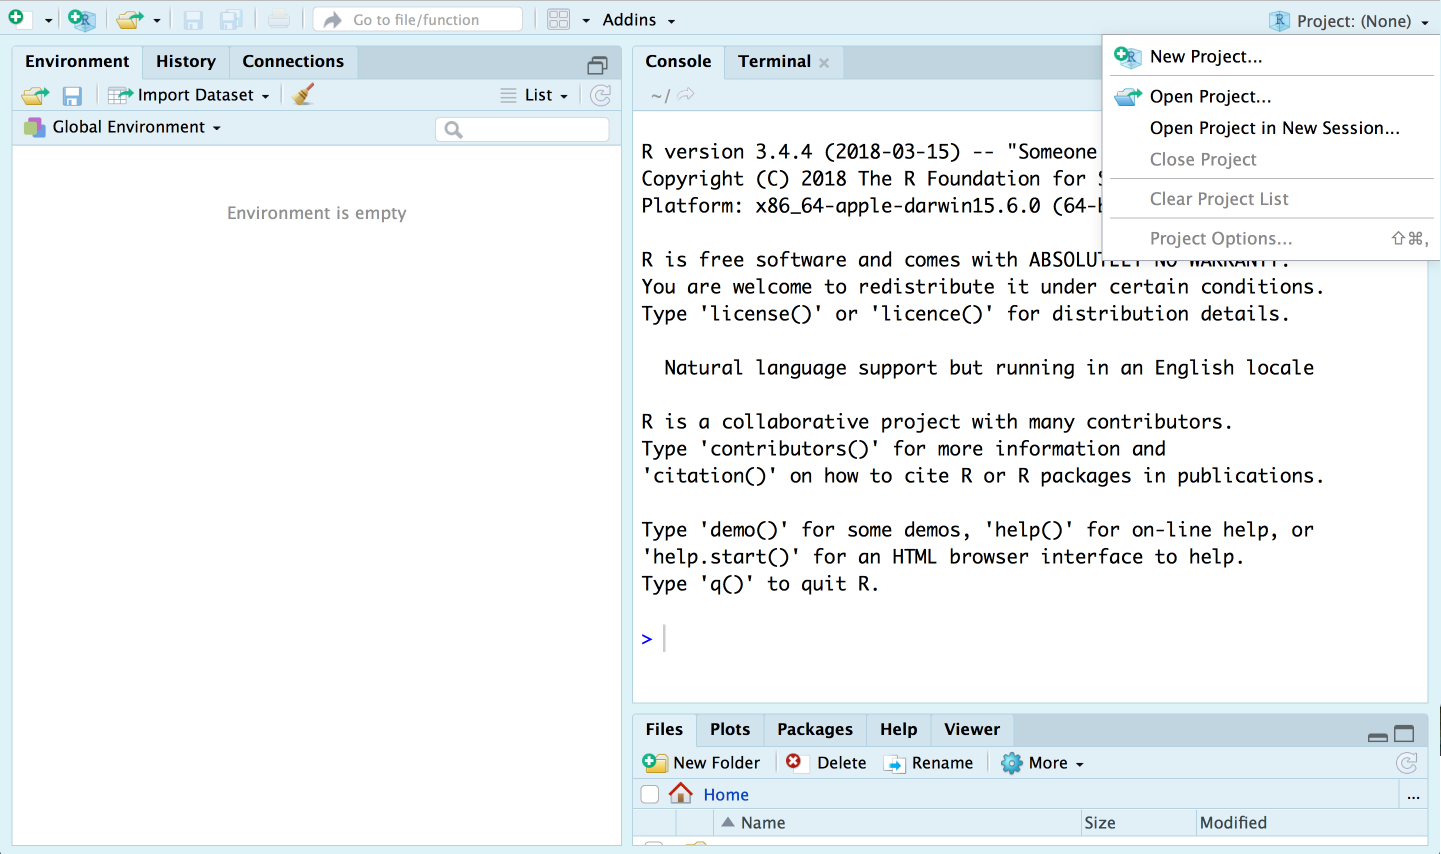 Go to file/function
Addins
Project: (None)
Environment
History
Connections
Import Dataset
List
Global Environment
Environment is empty
Console
Terminal
~/
New Project...
Open Project...
Open Project in New Session...
Close Project
Clear Project List
Project Options... ⇧⌘,
R version 3.4.4 (2018-03-15) -- "Someone
Copyright (C) 2018 The R Foundation for
Platform: x86_64-apple-darwin15.6.0
R is free software and comes with ABSOLUTELY NO WARRANTY.
You are welcome to redistribute it under certain conditions.
Type 'license()' or 'licence()' for distribution details.
Natural language support but running in an English locale
R is a collaborative project with many contributors.
Type 'contributors()' for more information and
'citation()' on how to cite R or R packages in publications.
Type 'demo()' for some demos, 'help()' for on-line help, or
'help.start()' for an HTML browser interface to help.
Type 'q()' to quit R.
>
Files
Plots
Packages
Help
Viewer
New Folder
Delete
Rename
More
Home
...
Name
Size
Modified